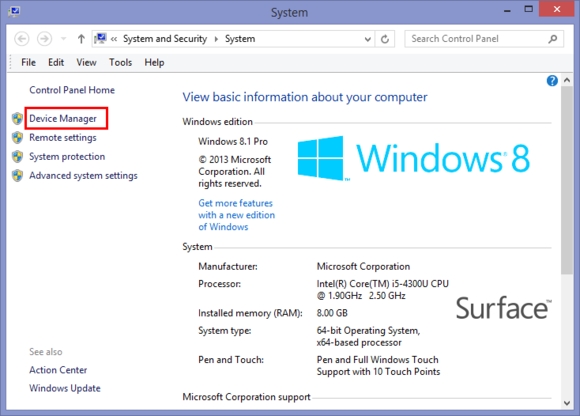 System
System and Security
System
Search Control Panel
File Edit View Tools Help
Control Panel Home
Device Manager
Remote settings
System protection
Advanced system settings
See also
Action Center
Windows Update
View basic information about your computer
Windows edition
Windows 8.1 Pro
© 2013 Microsoft
Corporation. All
rights reserved.
Get more features
with a new edition
of Windows
Windows 8
System
Manufacturer: Microsoft Corporation
Processor: Intel(R) Core(TM) i5-4300U CPU
@ 1.90GHz 2.50 GHz
Installed memory (RAM): 8.00 GB
System type: 64-bit Operating System,
x64-based processor
Pen and Touch: Pen and Full Windows Touch
Support with 10 Touch Points
Surface™
Microsoft Corporation support